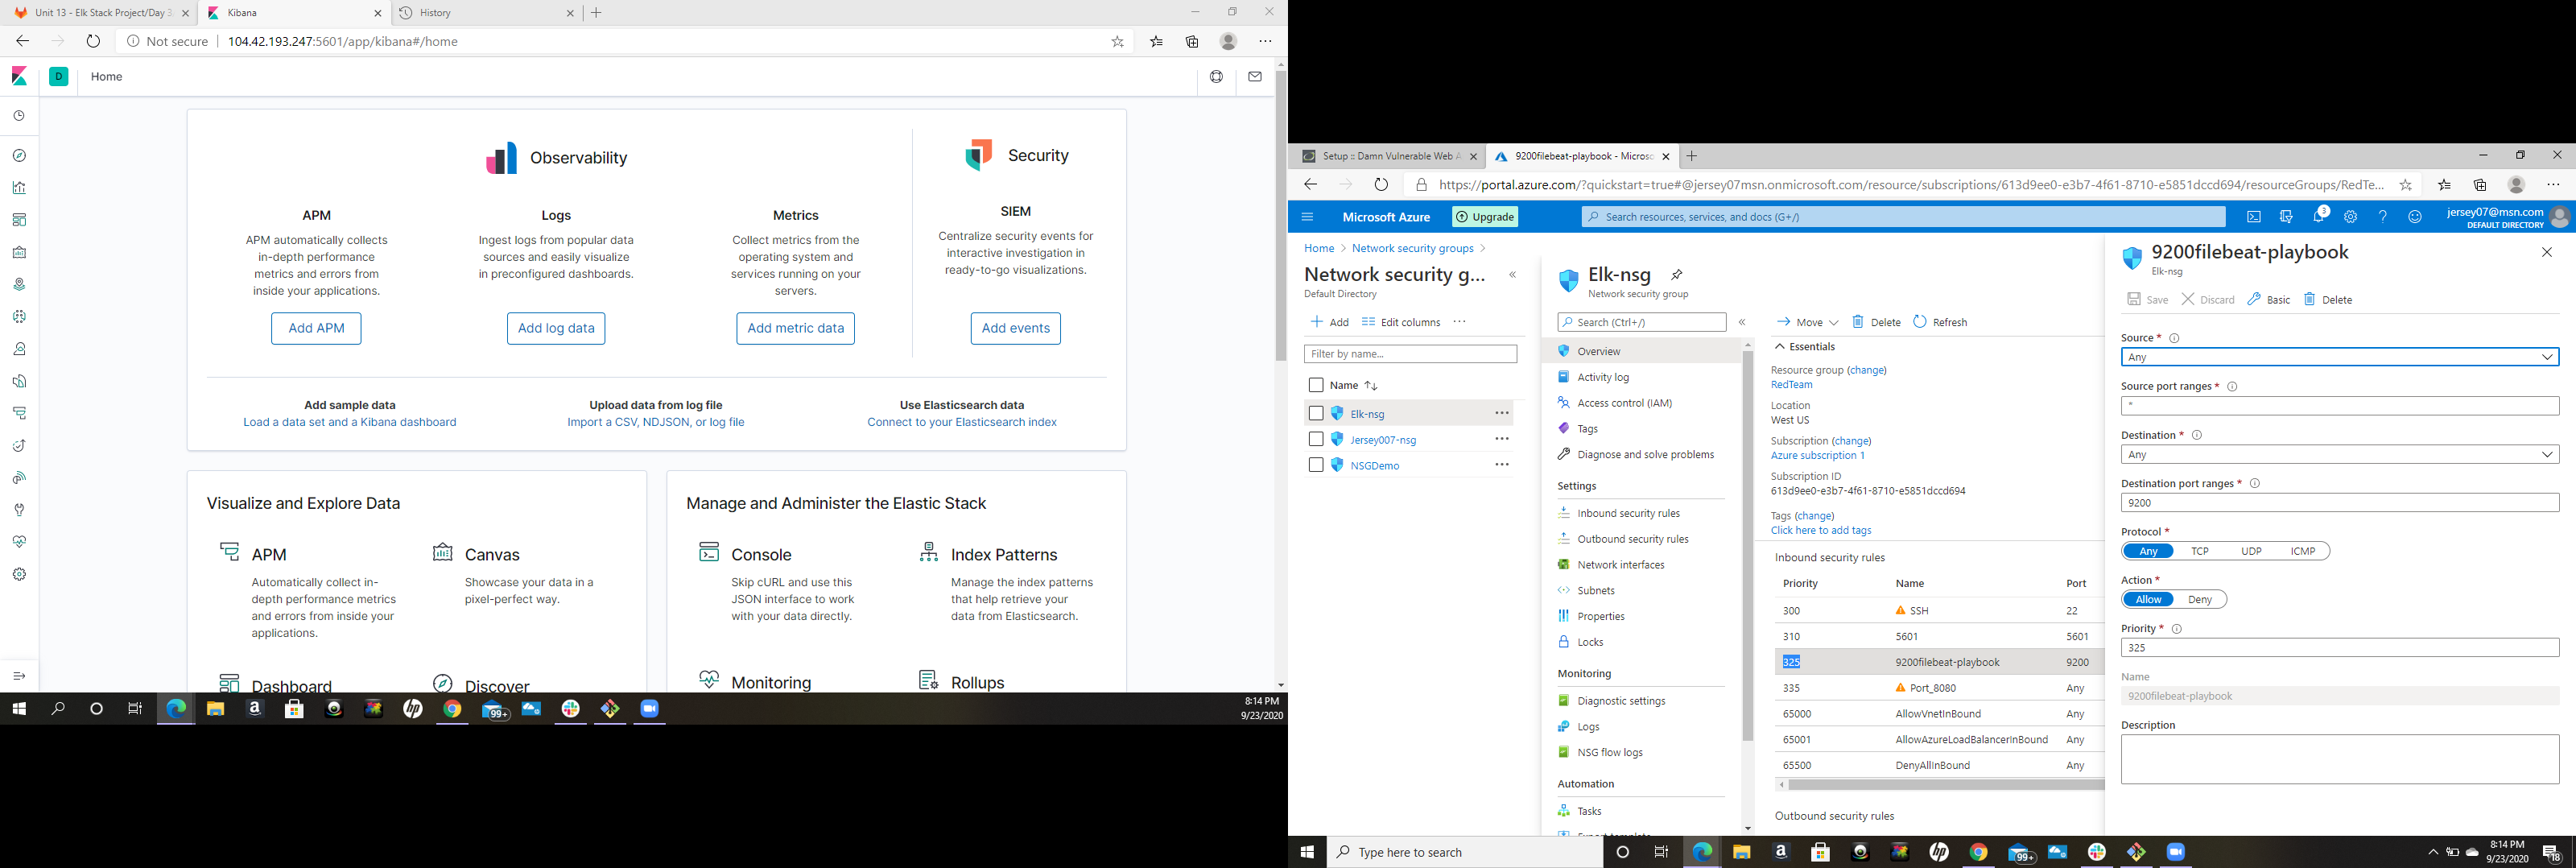 Unit 13 - Elk Stack Project/Day 3
Kibana
History
Not secure
104.42.193.247:5601/app/kibana#/home
D
Home
Observability
Security
APM
APM automatically collects
in-depth performance
metrics and errors from
inside your applications.
Add APM
Logs
Ingest logs from popular data
sources and easily visualize
in preconfigured dashboards.
Add log data
Metrics
Collect metrics from the
operating system and
services running on your
servers.
Add metric data
SIEM
Centralize security events for
interactive investigation in
ready-to-go visualizations.
Add events
Add sample data
Load a data set and a Kibana dashboard
Upload data from log file
Import a CSV, NDJSON, or log file
Use Elasticsearch data
Connect to your Elasticsearch index
Visualize and Explore Data
APM
Automatically collect in-
depth performance metrics
and errors from inside your
applications.
Canvas
Showcase your data in a
pixel-perfect way.
Dashboard
Discover
Manage and Administer the Elastic Stack
Console
Skip cURL and use this
JSON interface to work
with your data directly.
Index Patterns
Manage the index patterns
that help retrieve your
data from Elasticsearch.
Monitoring
Rollups
99+
8:14 PM
9/23/2020
Setup :: Damn Vulnerable Web A
9200filebeat-playbook - Microso
https://portal.azure.com/?quickstart=true#@jersey07msn.onmicrosoft.com/resource/subscriptions/613d9ee0-e3b7-4f61-8710-e5851dccd694/resourceGroups/RedTe...
Microsoft Azure
Upgrade
Search resources, services, and docs (G+/)
3
jersey07@msn.com
DEFAULT DIRECTORY
Home > Network security groups >
Network security g...
Default Directory
Add
Edit columns
Filter by name...
Name
Elk-nsg
Jersey007-nsg
NSGDemo
Elk-nsg
Network security group
Search (Ctrl+/)
Overview
Activity log
Access control (IAM)
Tags
Diagnose and solve problems
Settings
Inbound security rules
Outbound security rules
Network interfaces
Subnets
Properties
Locks
Monitoring
Diagnostic settings
Logs
NSG flow logs
Automation
Tasks
Export template
Move
Delete
Refresh
Essentials
Resource group (change)
RedTeam
Location
West US
Subscription (change)
Azure subscription 1
Subscription ID
613d9ee0-e3b7-4f61-8710-e5851dccd694
Tags (change)
Click here to add tags
Inbound security rules
Priority Name Port
300 SSH 22
310 5601 5601
325 9200filebeat-playbook 9200
335 Port_8080 Any
65000 AllowVnetInBound Any
65001 AllowAzureLoadBalancerInBound Any
65500 DenyAllInBound Any
Outbound security rules
9200filebeat-playbook
Elk-nsg
Save
Discard
Basic
Delete
Source *
Any
Source port ranges *
*
Destination *
Any
Destination port ranges *
9200
Protocol *
Any TCP UDP ICMP
Action *
Allow Deny
Priority *
325
Name
9200filebeat-playbook
Description
Type here to search
99+
8:14 PM
9/23/2020
18